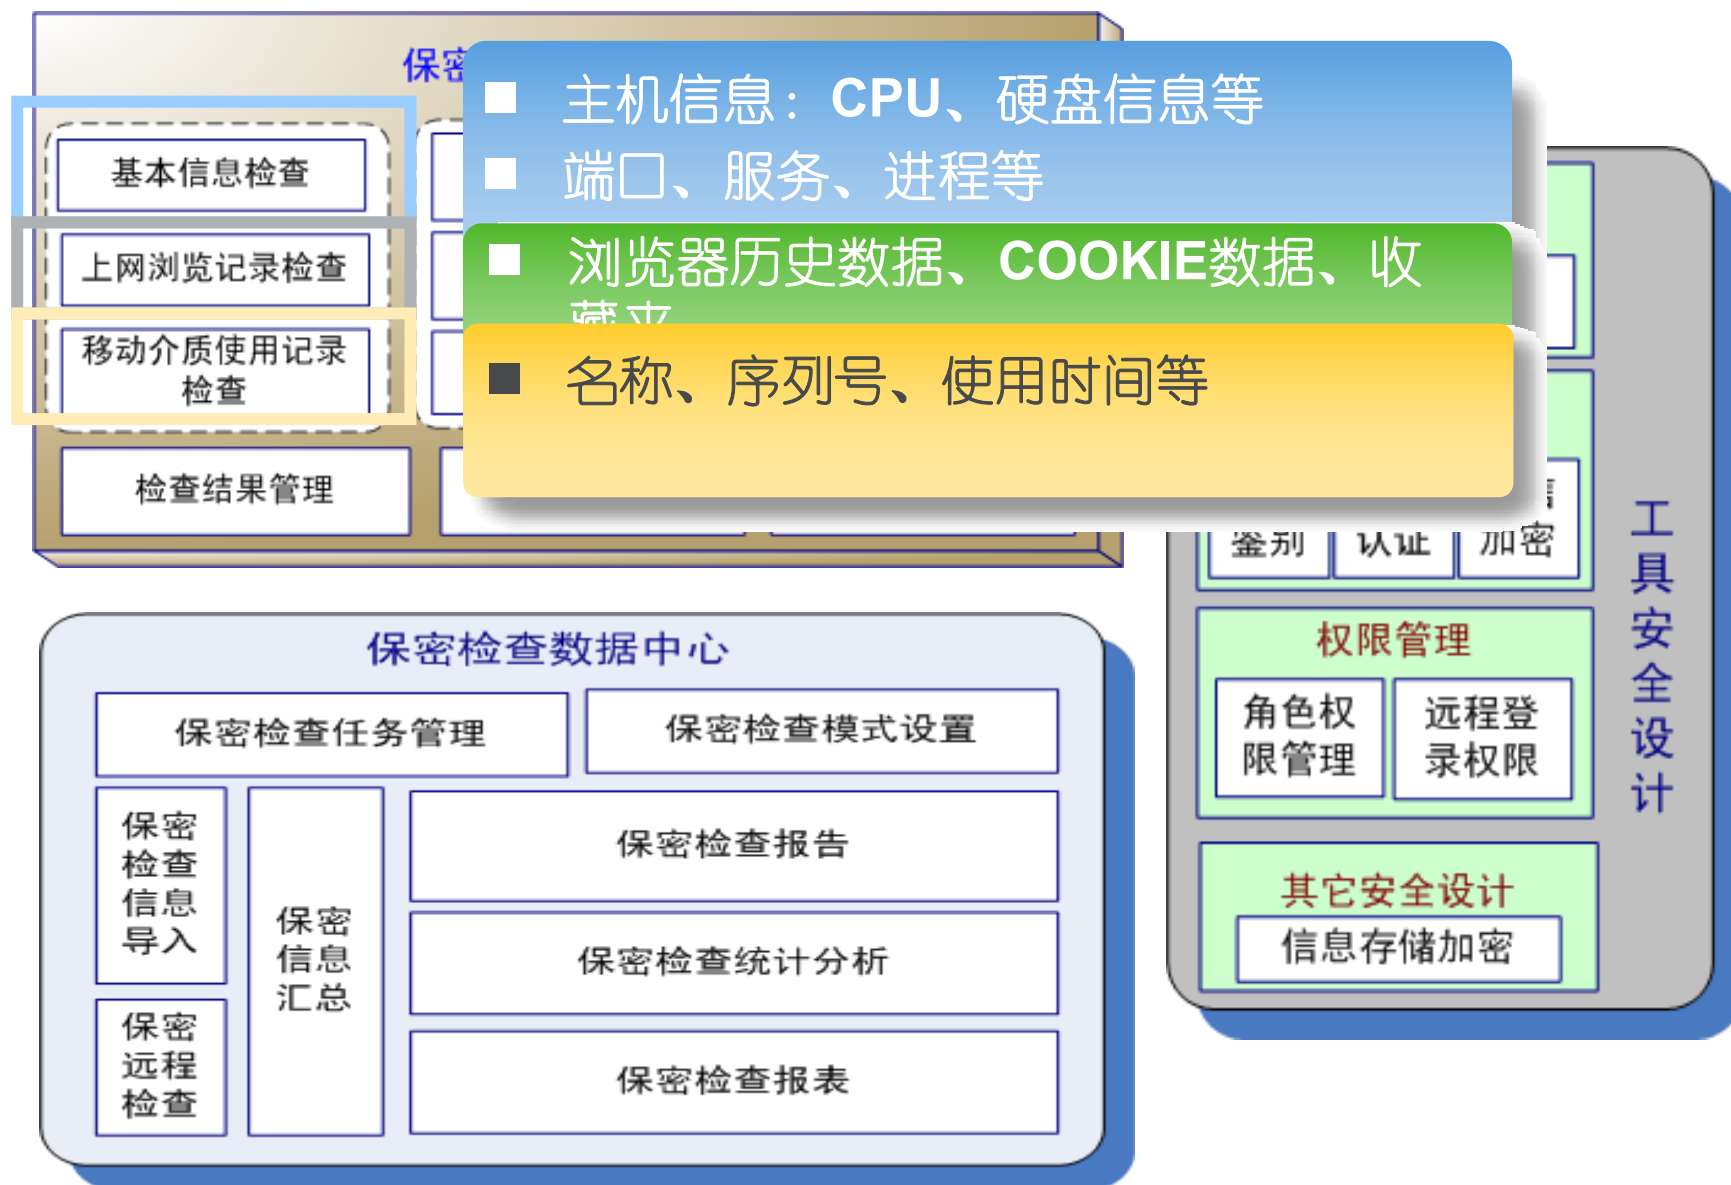 保密
主机信息：CPU、硬盘信息等
端口、服务、进程等
浏览器历史数据、COOKIE数据、收
藏夹
名称、序列号、使用时间等
基本信息检查
上网浏览记录检查
移动介质使用记录
检查
检查结果管理
鉴别
认证
加密
权限管理
角色权
限管理
远程登
录权限
其它安全设计
信息存储加密
工具安全设计
保密检查数据中心
保密检查任务管理
保密检查模式设置
保密
检查
信息
导入
保密
信息
汇总
保密检查报告
保密检查统计分析
保密
远程
检查
保密检查报表